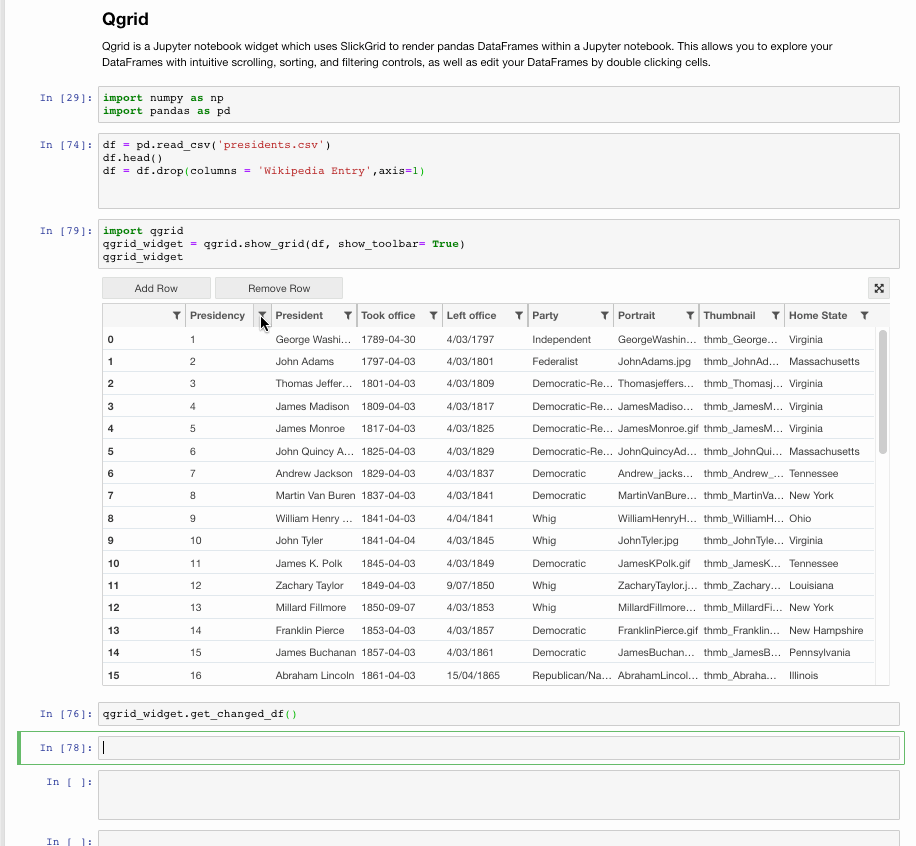 Qgrid
Qgrid is a Jupyter notebook widget which uses SlickGrid to render pandas DataFrames within a Jupyter notebook. This allows you to explore your
DataFrames with intuitive scrolling, sorting, and filtering controls, as well as edit your DataFrames by double clicking cells.
In [29]: import numpy as np
import pandas as pd
In [74]: df = pd.read_csv('presidents.csv')
df.head()
df = df.drop(columns = 'Wikipedia Entry',axis=1)
In [79]: import qgrid
qgrid_widget = qgrid.show_grid(df, show_toolbar= True)
qgrid_widget
Add Row Remove Row
Presidency President Took office Left office Party Portrait Thumbnail Home State
0 1 George Washi... 1789-04-30 4/03/1797 Independent GeorgeWashin... thmb_George... Virginia
1 2 John Adams 1797-04-03 4/03/1801 Federalist JohnAdams.jpg thmb_JohnAd... Massachusetts
2 3 Thomas Jeffer... 1801-04-03 4/03/1809 Democratic-Re... Thomasjeffers... thmb_Thomasj... Virginia
3 4 James Madison 1809-04-03 4/03/1817 Democratic-Re... JamesMadiso... thmb_JamesM... Virginia
4 5 James Monroe 1817-04-03 4/03/1825 Democratic-Re... JamesMonroe.gif thmb_JamesM... Virginia
5 6 John Quincy A... 1825-04-03 4/03/1829 Democratic-Re... JohnQuincyAd... thmb_JohnQui... Massachusetts
6 7 Andrew Jackson 1829-04-03 4/03/1837 Democratic Andrew_jacks... thmb_Andrew_... Tennessee
7 8 Martin Van Buren 1837-04-03 4/03/1841 Democratic MartinVanBure... thmb_MartinVa... New York
8 9 William Henry ... 1841-04-03 4/04/1841 Whig WilliamHenryH... thmb_WilliamH... Ohio
9 10 John Tyler 1841-04-04 4/03/1845 Whig JohnTyler.jpg thmb_JohnTyle... Virginia
10 11 James K. Polk 1845-04-03 4/03/1849 Democratic JamesKPolk.gif thmb_JamesK... Tennessee
11 12 Zachary Taylor 1849-04-03 9/07/1850 Whig ZacharyTaylor.j... thmb_Zachary... Louisiana
12 13 Millard Fillmore 1850-09-07 4/03/1853 Whig MillardFillmore... thmb_MillardFi... New York
13 14 Franklin Pierce 1853-04-03 4/03/1857 Democratic FranklinPierce.gif thmb_Franklin... New Hampshire
14 15 James Buchanan 1857-04-03 4/03/1861 Democratic JamesBuchan... thmb_JamesB... Pennsylvania
15 16 Abraham Lincoln 1861-04-03 15/04/1865 Republican/Na... AbrahamLincol... thmb_Abraha... Illinois
In [76]: qgrid_widget.get_changed_df()
In [78]:
In [ ]:
In [ ]: